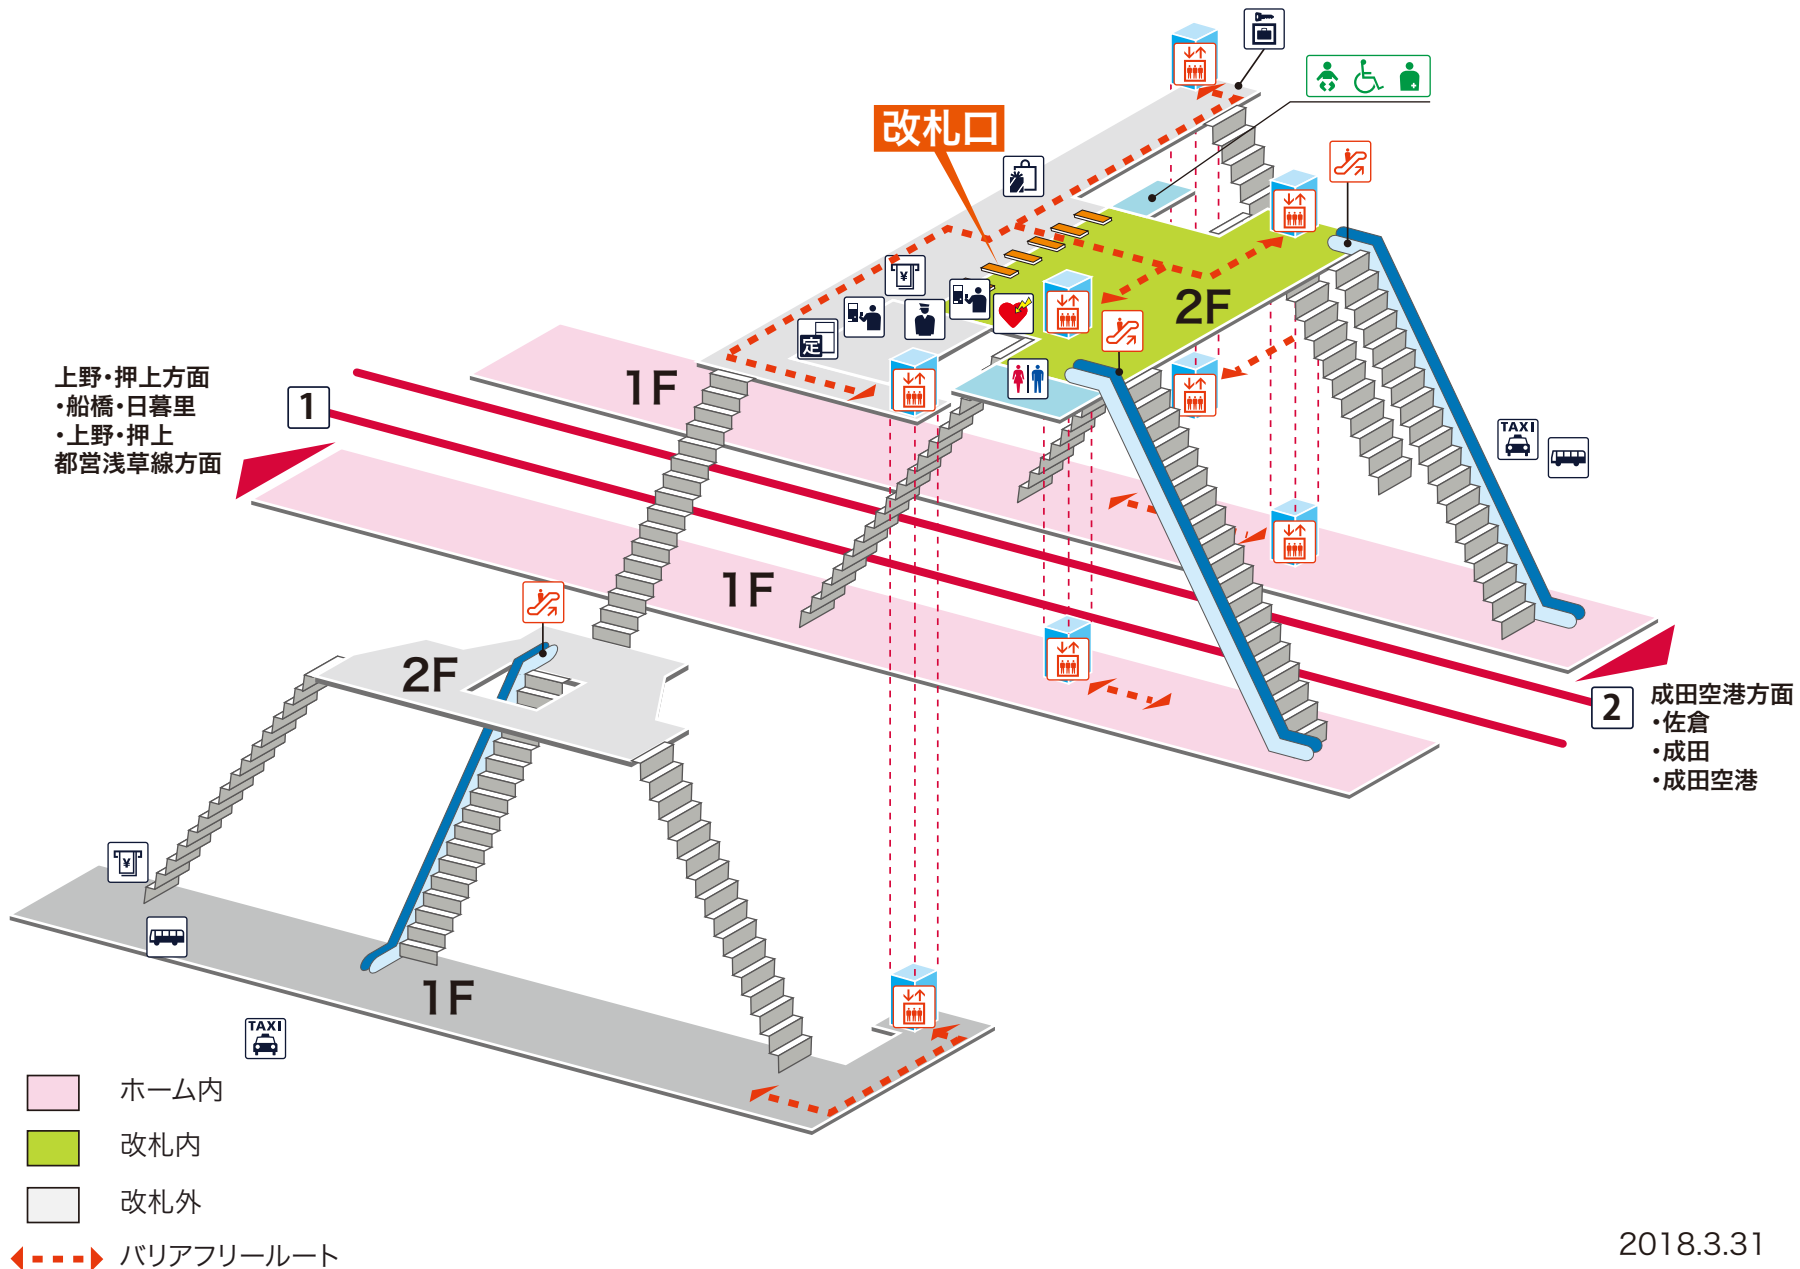 改札口
2F
1F
上野・押上方面
・船橋・日暮里
・上野・押上
都営浅草線方面
1
定
¥
TAXI
1F
2F
2
成田空港方面
・佐倉
・成田
・成田空港
¥
1F
TAXI
ホーム内
改札内
改札外
バリアフリールート
2018.3.31